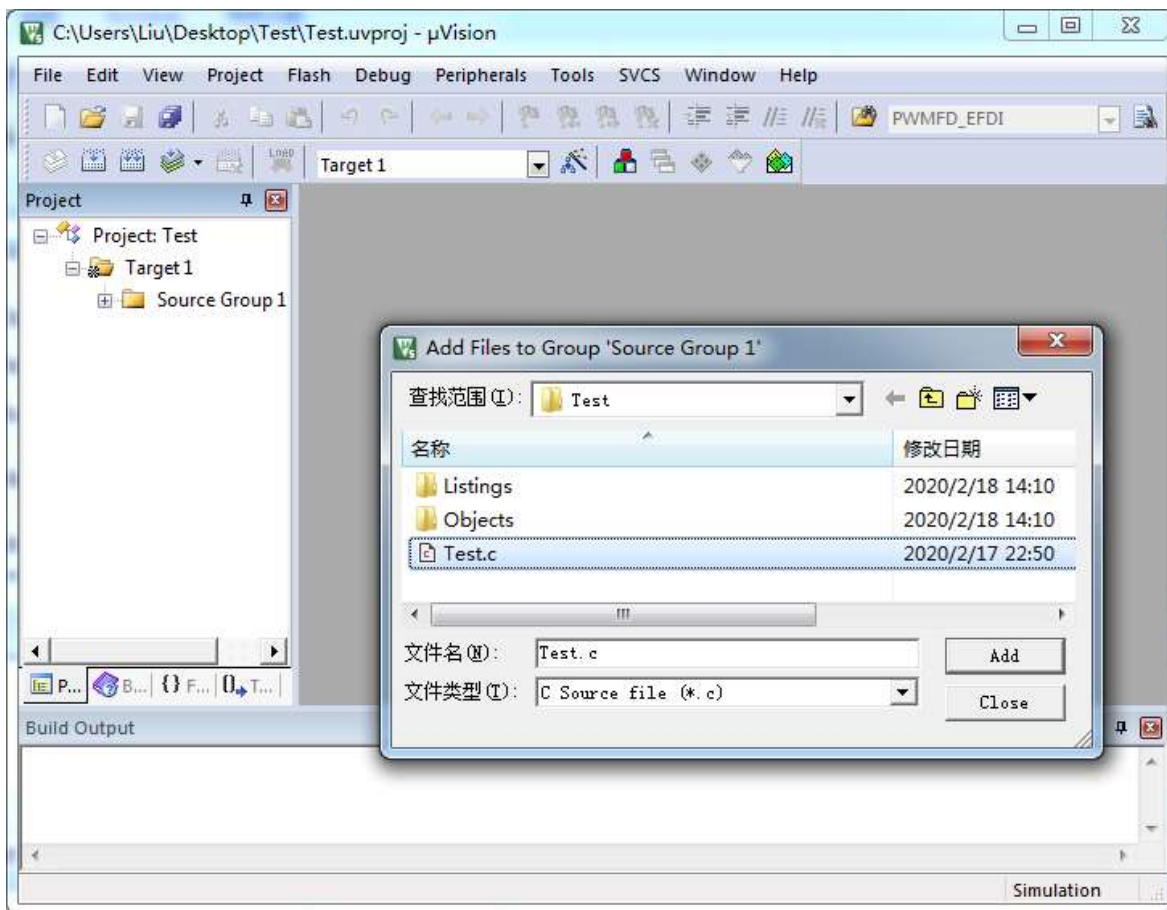 C:\Users\Liu\Desktop\Test\Test.uvproj - µVision
File Edit View Project Flash Debug Peripherals Tools SVCS Window Help
PWMFD_EFDI
LOAD Target 1
Project
Project: Test
Target 1
Source Group 1
Add Files to Group 'Source Group 1'
查找范围(I): Test
名称 修改日期
Listings 2020/2/18 14:10
Objects 2020/2/18 14:10
Test.c 2020/2/17 22:50
文件名(N): Test.c Add
文件类型(T): C Source file (*.c) Close
P... B... {} F... 0 T...
Build Output
Simulation